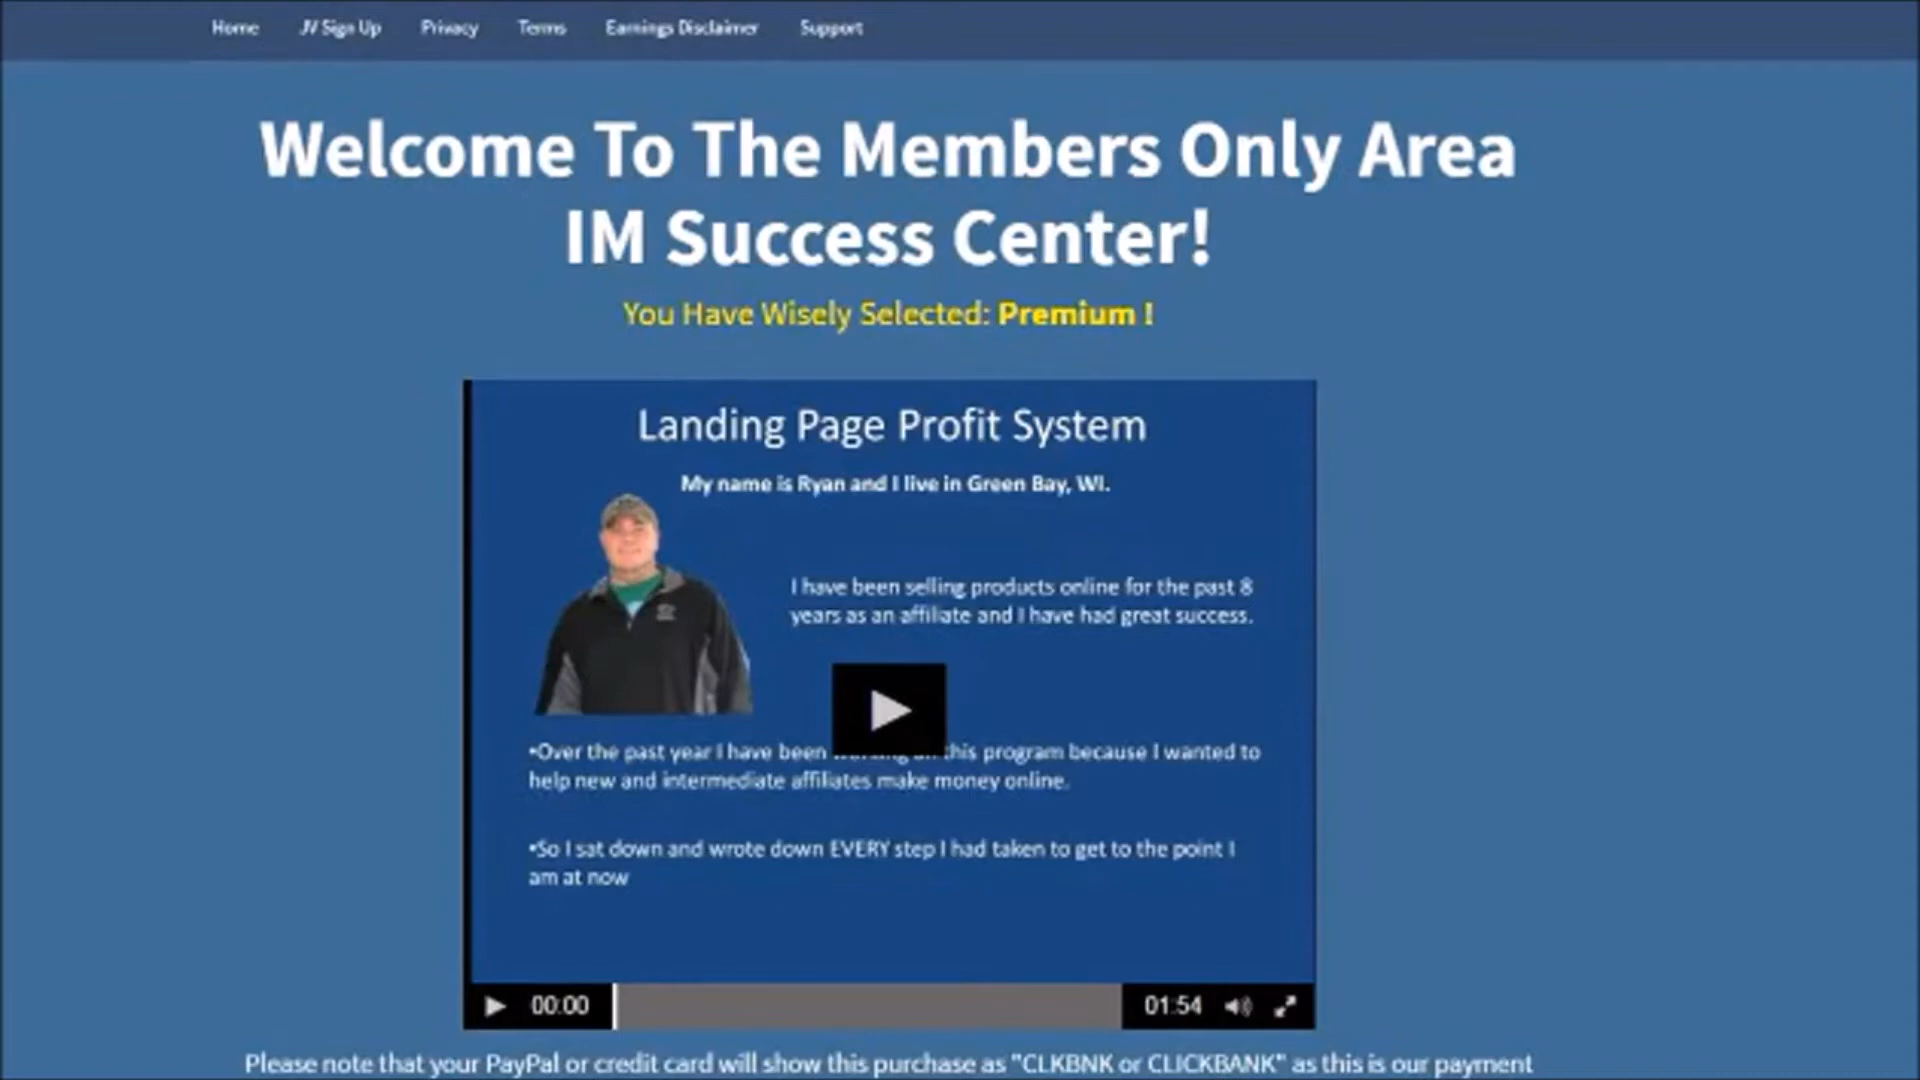 Home JV Sign Up Privacy Terms Earnings Disclaimer Support
Welcome To The Members Only Area
IM Success Center!
You Have Wisely Selected: Premium !
Landing Page Profit System
My name is Ryan and I live in Green Bay, WI.
I have been selling products online for the past 8
years as an affiliate and I have had great success.
•Over the past year I have been this program because I wanted to
help new and intermediate affiliates make money online.
•So I sat down and wrote down EVERY step I had taken to get to the point I
am at now
00:00 01:54
Please note that your PayPal or credit card will show this purchase as "CLKBNK or CLICKBANK" as this is our payment